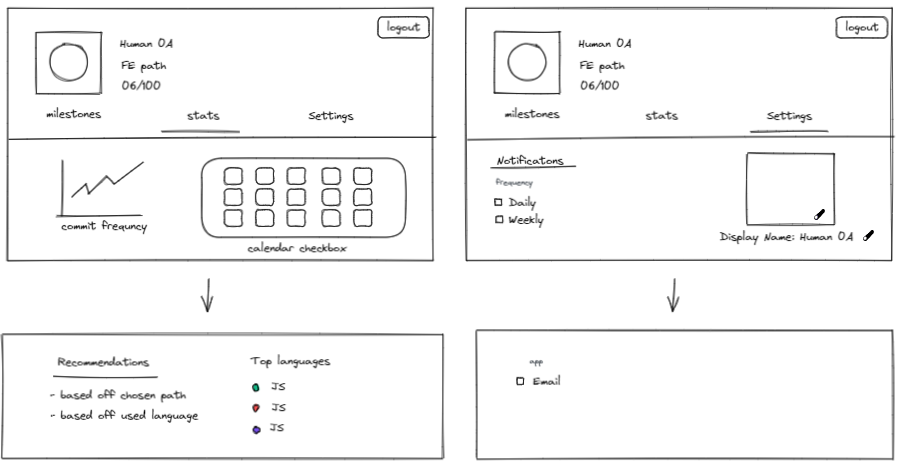 logout
Human OA
FE path
06/100
milestones
stats
Settings
commit frequncy
calendar checkbox
Recommendations
- based off chosen path
- based off used language
Top languages
JS
JS
JS
logout
Human OA
FE path
06/100
milestones
stats
Settings
Notificatons
frequency
Daily
Weekly
Display Name: Human OA
app
Email